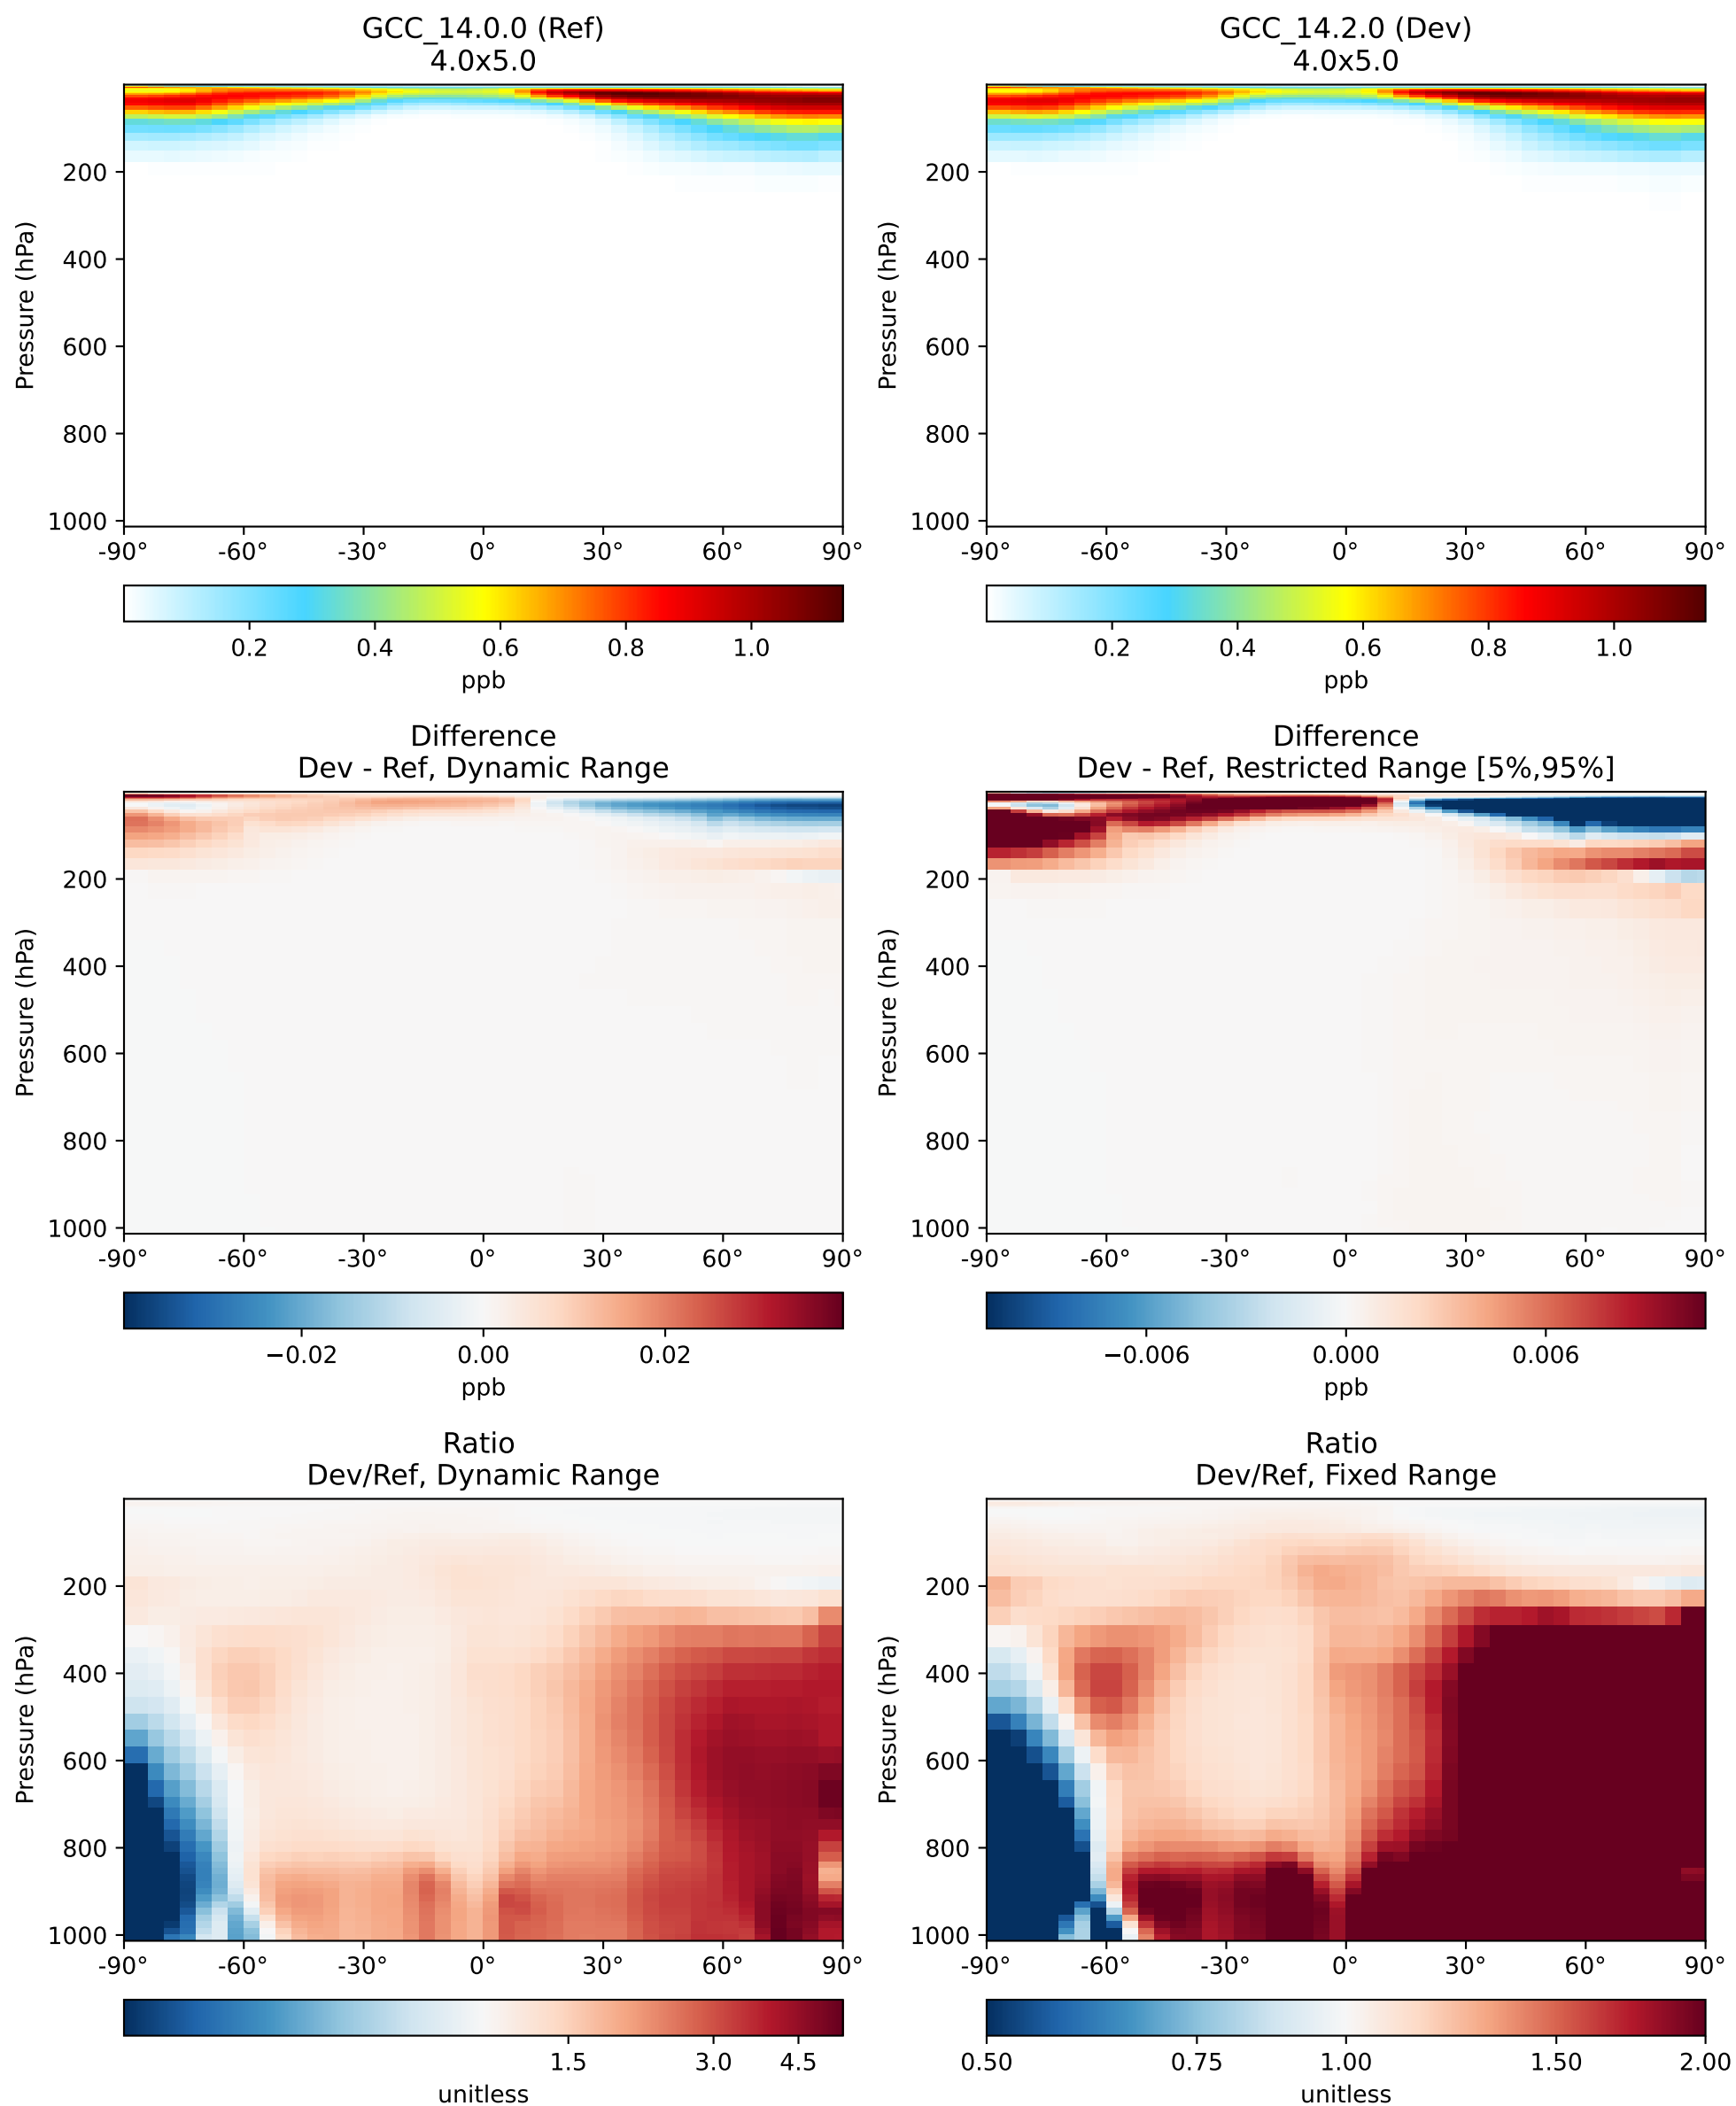 GCC_14.0.0 (Ref)
4.0x5.0
GCC_14.2.0 (Dev)
4.0x5.0
Pressure (hPa)
200
400
600
800
1000
-90° -60° -30° 0° 30° 60° 90°
0.2 0.4 0.6 0.8 1.0
ppb
Pressure (hPa)
200
400
600
800
1000
-90° -60° -30° 0° 30° 60° 90°
0.2 0.4 0.6 0.8 1.0
ppb
Difference
Dev - Ref, Dynamic Range
Difference
Dev - Ref, Restricted Range [5%,95%]
Pressure (hPa)
200
400
600
800
1000
-90° -60° -30° 0° 30° 60° 90°
−0.02 0.00 0.02
ppb
Pressure (hPa)
200
400
600
800
1000
-90° -60° -30° 0° 30° 60° 90°
−0.006 0.000 0.006
ppb
Ratio
Dev/Ref, Dynamic Range
Ratio
Dev/Ref, Fixed Range
Pressure (hPa)
200
400
600
800
1000
-90° -60° -30° 0° 30° 60° 90°
1.5 3.0 4.5
unitless
Pressure (hPa)
200
400
600
800
1000
-90° -60° -30° 0° 30° 60° 90°
0.50 0.75 1.00 1.50 2.00
unitless